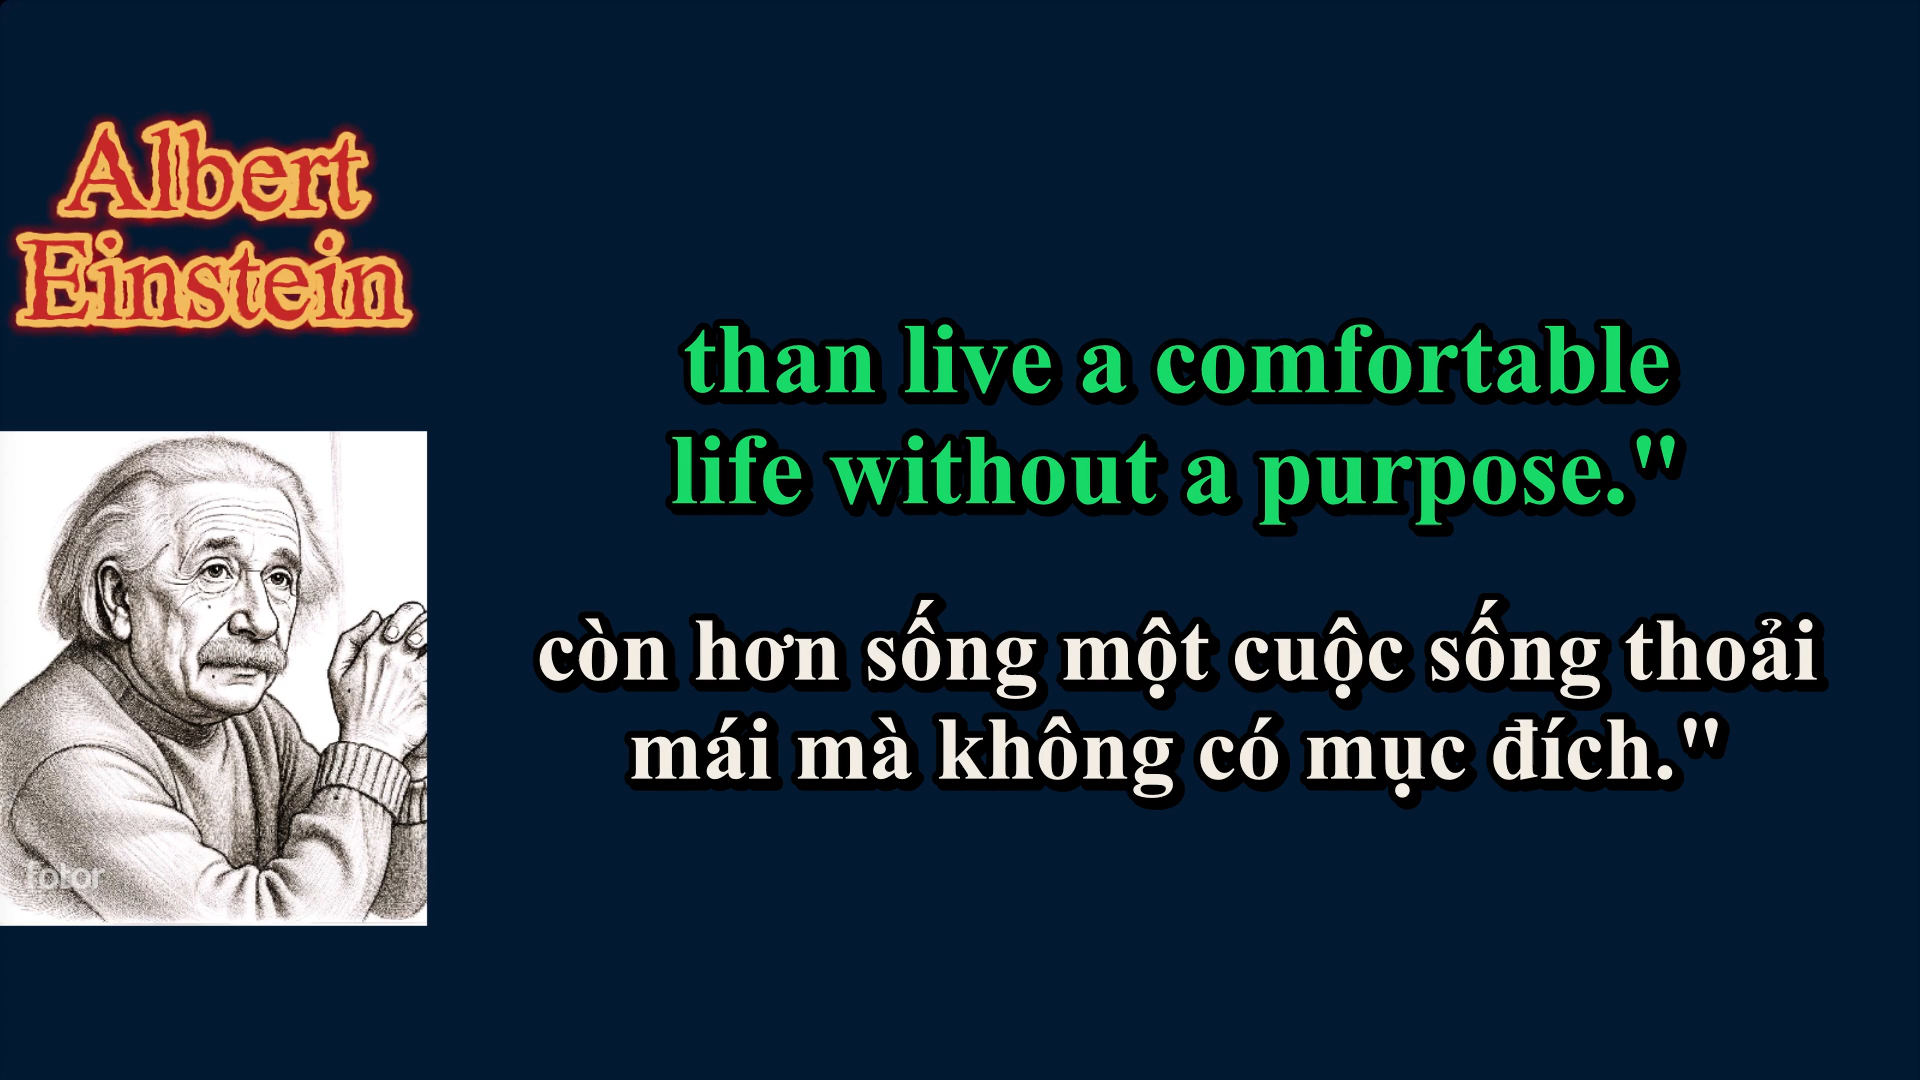 Albert
Einstein
than live a comfortable
life without a purpose."
còn hơn sống một cuộc sống thoải
mái mà không có mục đích."
fotor